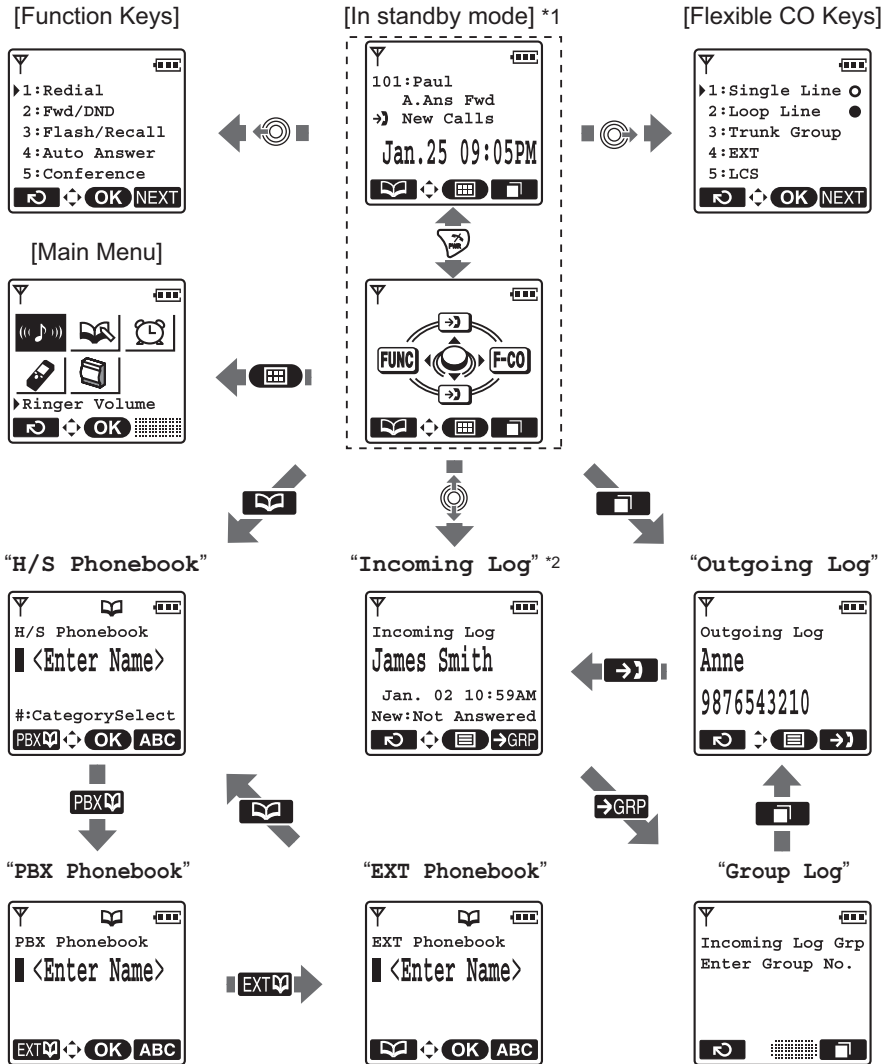 [Function Keys]
[In standby mode] *1
[Flexible CO Keys]
1:Redial
2:Fwd/DND
3:Flash/Recall
4:Auto Answer
5:Conference
OK NEXT
101:Paul
A.Ans Fwd
New Calls
Jan.25 09:05PM
1:Single Line
2:Loop Line
3:Trunk Group
4:EXT
5:LCS
OK NEXT
PWR
[Main Menu]
Ringer Volume
OK
FUNC F-CO
"H/S Phonebook"
"Incoming Log" *2
"Outgoing Log"
H/S Phonebook
<Enter Name>
#:CategorySelect
PBX OK ABC
Incoming Log
James Smith
Jan. 02 10:59AM
New:Not Answered
GRP
Outgoing Log
Anne
9876543210
PBX
GRP
"PBX Phonebook"
"EXT Phonebook"
"Group Log"
PBX Phonebook
<Enter Name>
EXT OK ABC
EXT
EXT Phonebook
<Enter Name>
OK ABC
Incoming Log Grp
Enter Group No.